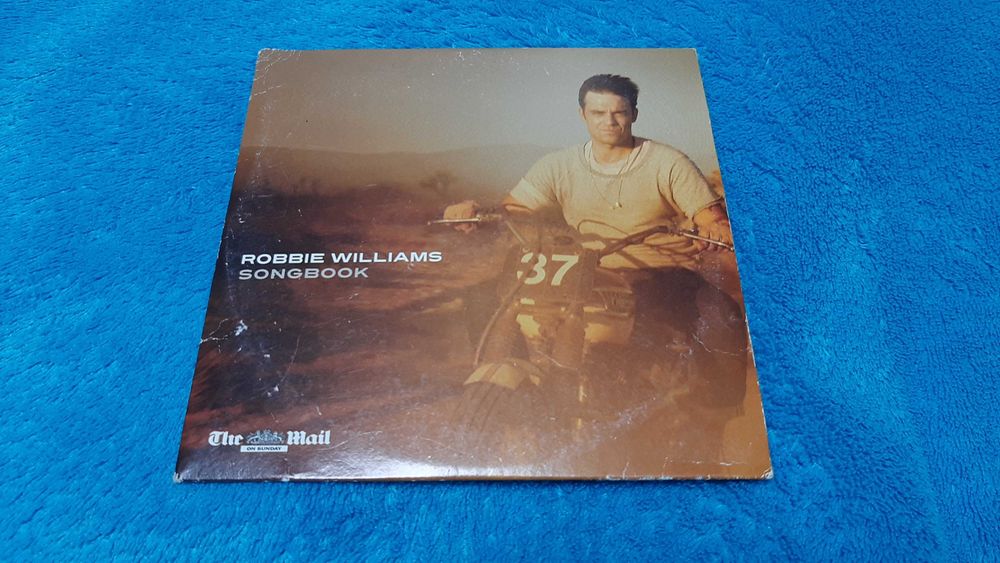 ROBBIE WILLIAMS
SONGBOOK
37
The Mail
ON SUNDAY